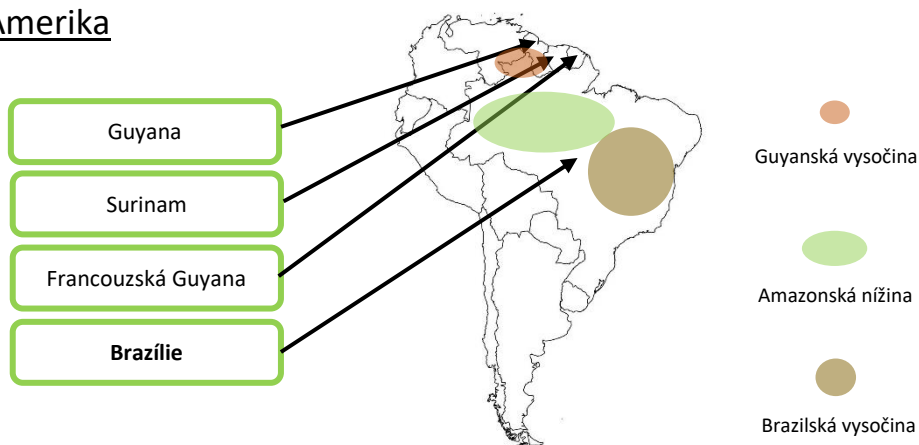 Amerika
Guyana
Surinam
Francouzská Guyana
Brazílie
Guyanská vysočina
Amazonská nížina
Brazilská vysočina